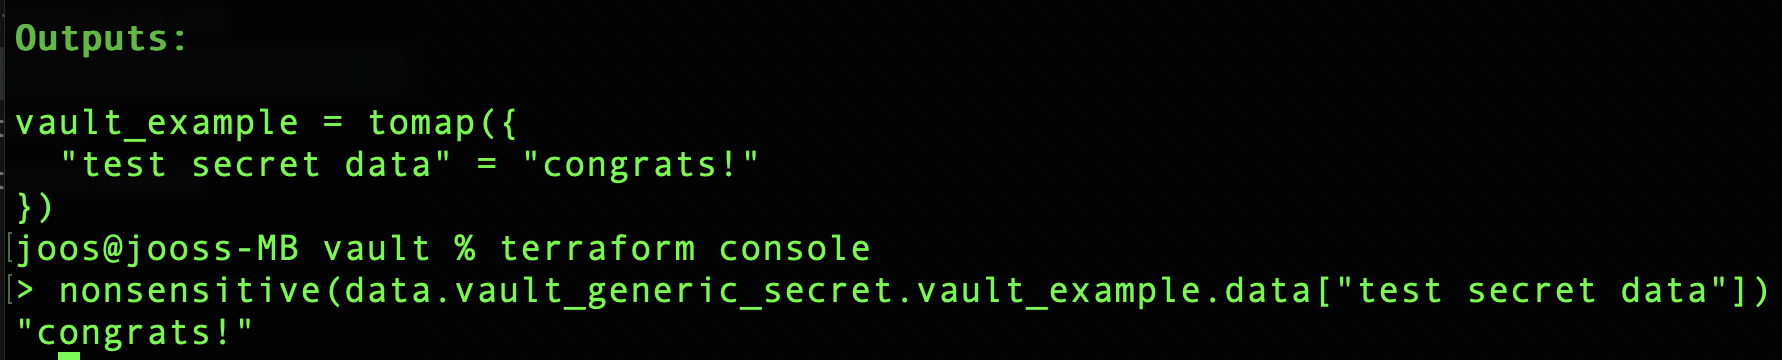 Outputs:
vault_example = tomap({
  "test secret data" = "congrats!"
})
[joos@jooss-MB vault % terraform console
[> nonsensitive(data.vault_generic_secret.vault_example.data["test secret data"])
"congrats!"